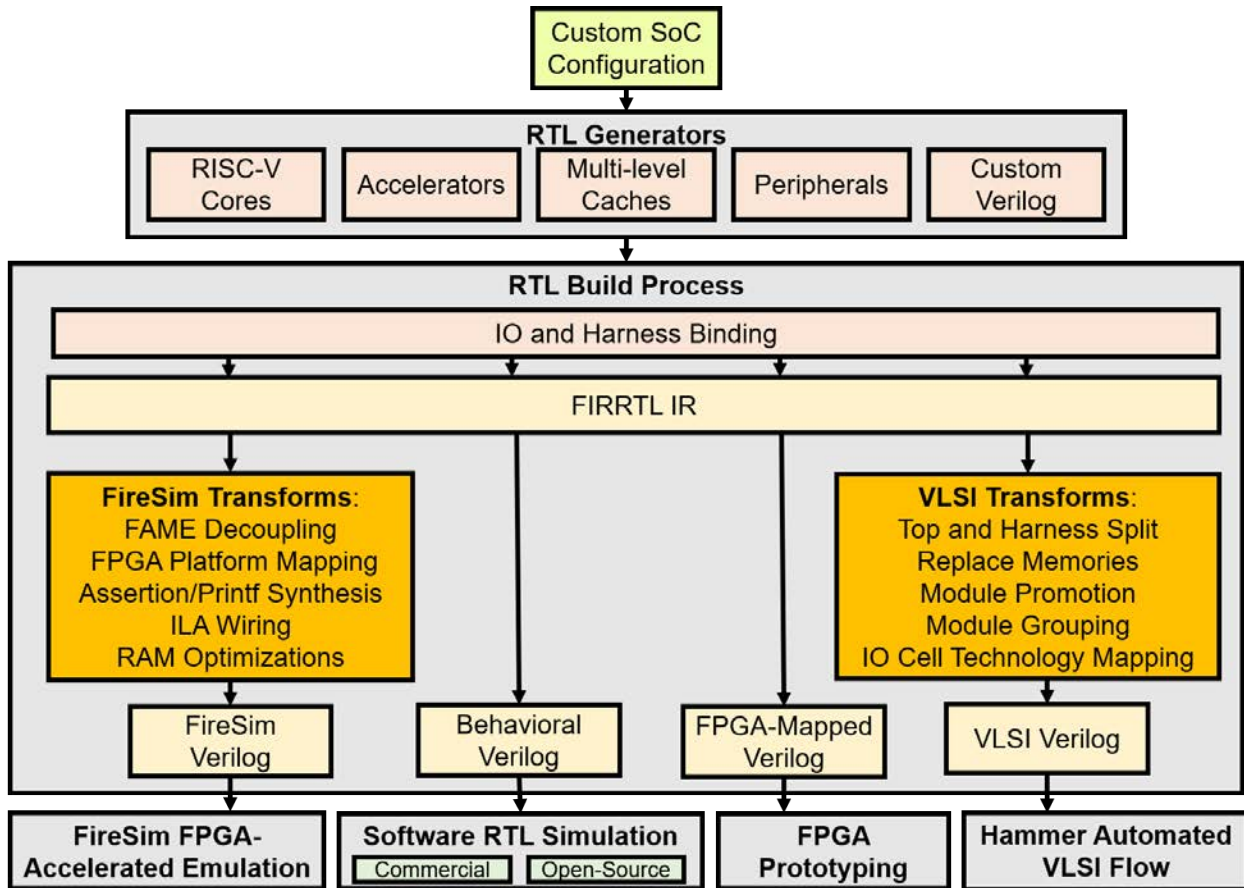 Custom SoC
Configuration
RTL Generators
RISC-V
Cores
Accelerators
Multi-level
Caches
Peripherals
Custom
Verilog
RTL Build Process
IO and Harness Binding
FIRRTL IR
FireSim Transforms:
FAME Decoupling
FPGA Platform Mapping
Assertion/Printf Synthesis
ILA Wiring
RAM Optimizations
VLSI Transforms:
Top and Harness Split
Replace Memories
Module Promotion
Module Grouping
IO Cell Technology Mapping
FireSim
Verilog
Behavioral
Verilog
FPGA-Mapped
Verilog
VLSI Verilog
FireSim FPGA-
Accelerated Emulation
Software RTL Simulation
Commercial
Open-Source
FPGA
Prototyping
Hammer Automated
VLSI Flow